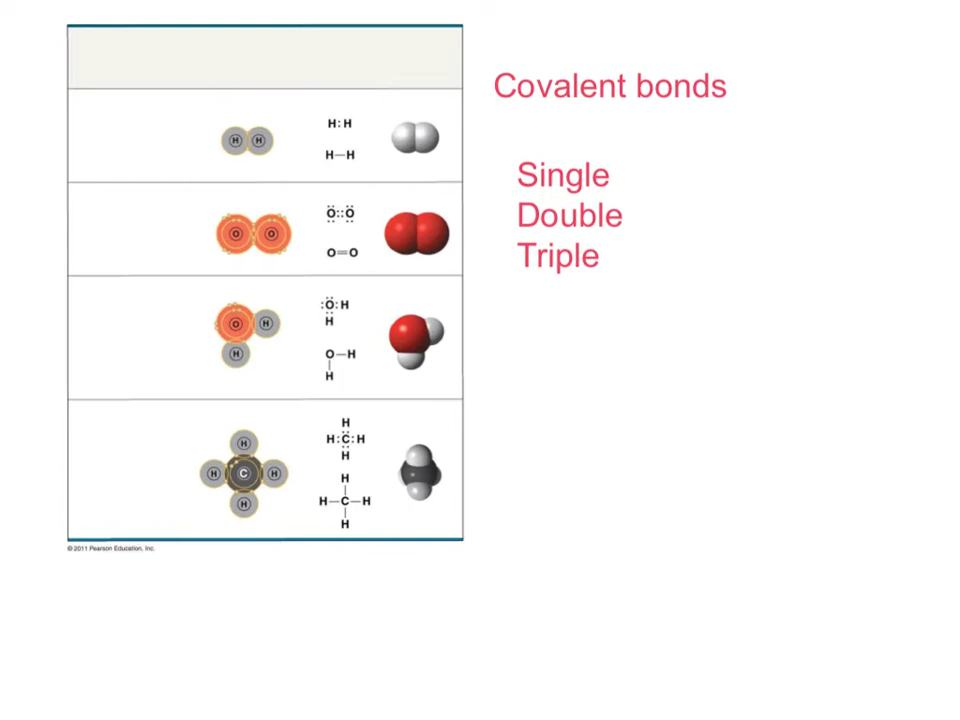 Covalent bonds
Single
Double
Triple
H H
H:H
H—H
O O
Ö::Ö
O=O
O H
H
:Ö:H
H
O—H
H
H
H C H
H
H
H:C:H
H
H
H—C—H
H
© 2011 Pearson Education, Inc.